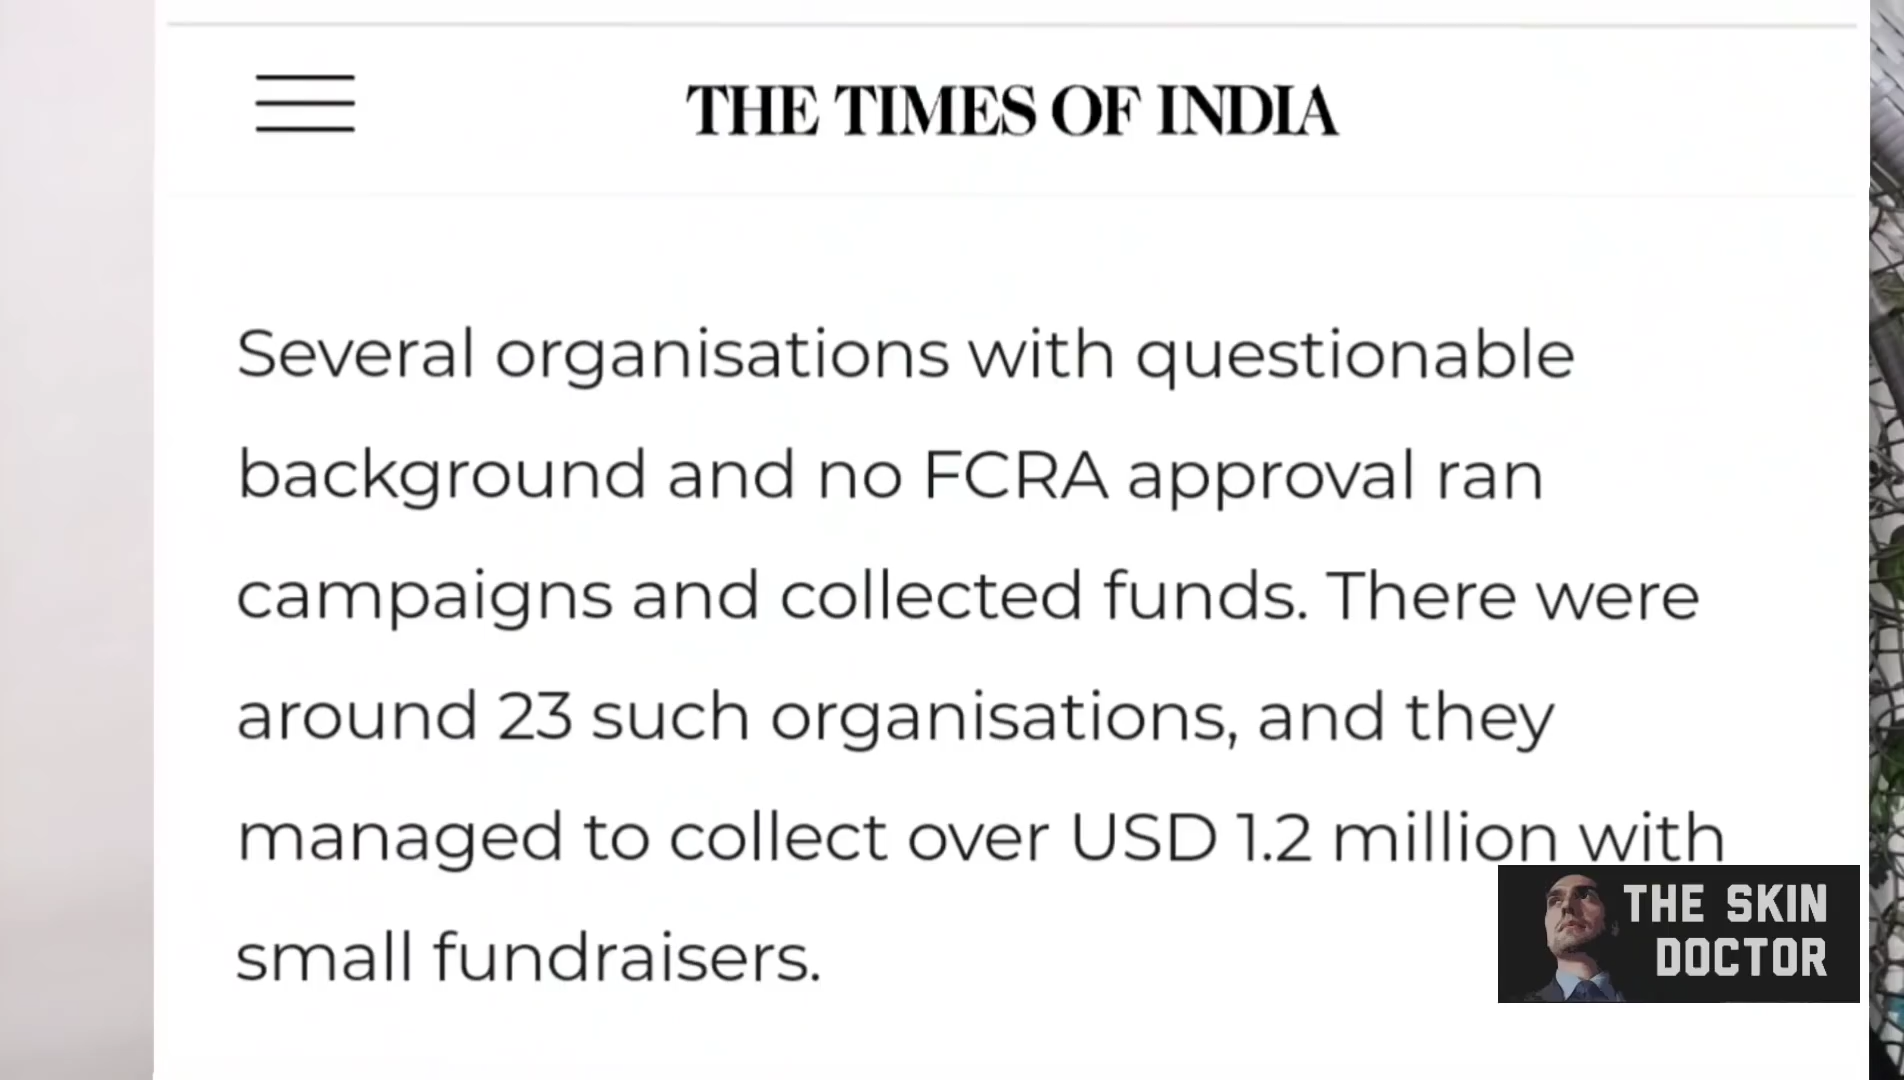 THE TIMES OF INDIA
Several organisations with questionable
background and no FCRA approval ran
campaigns and collected funds. There were
around 23 such organisations, and they
managed to collect over USD 1.2 million with
small fundraisers.
THE SKIN
DOCTOR